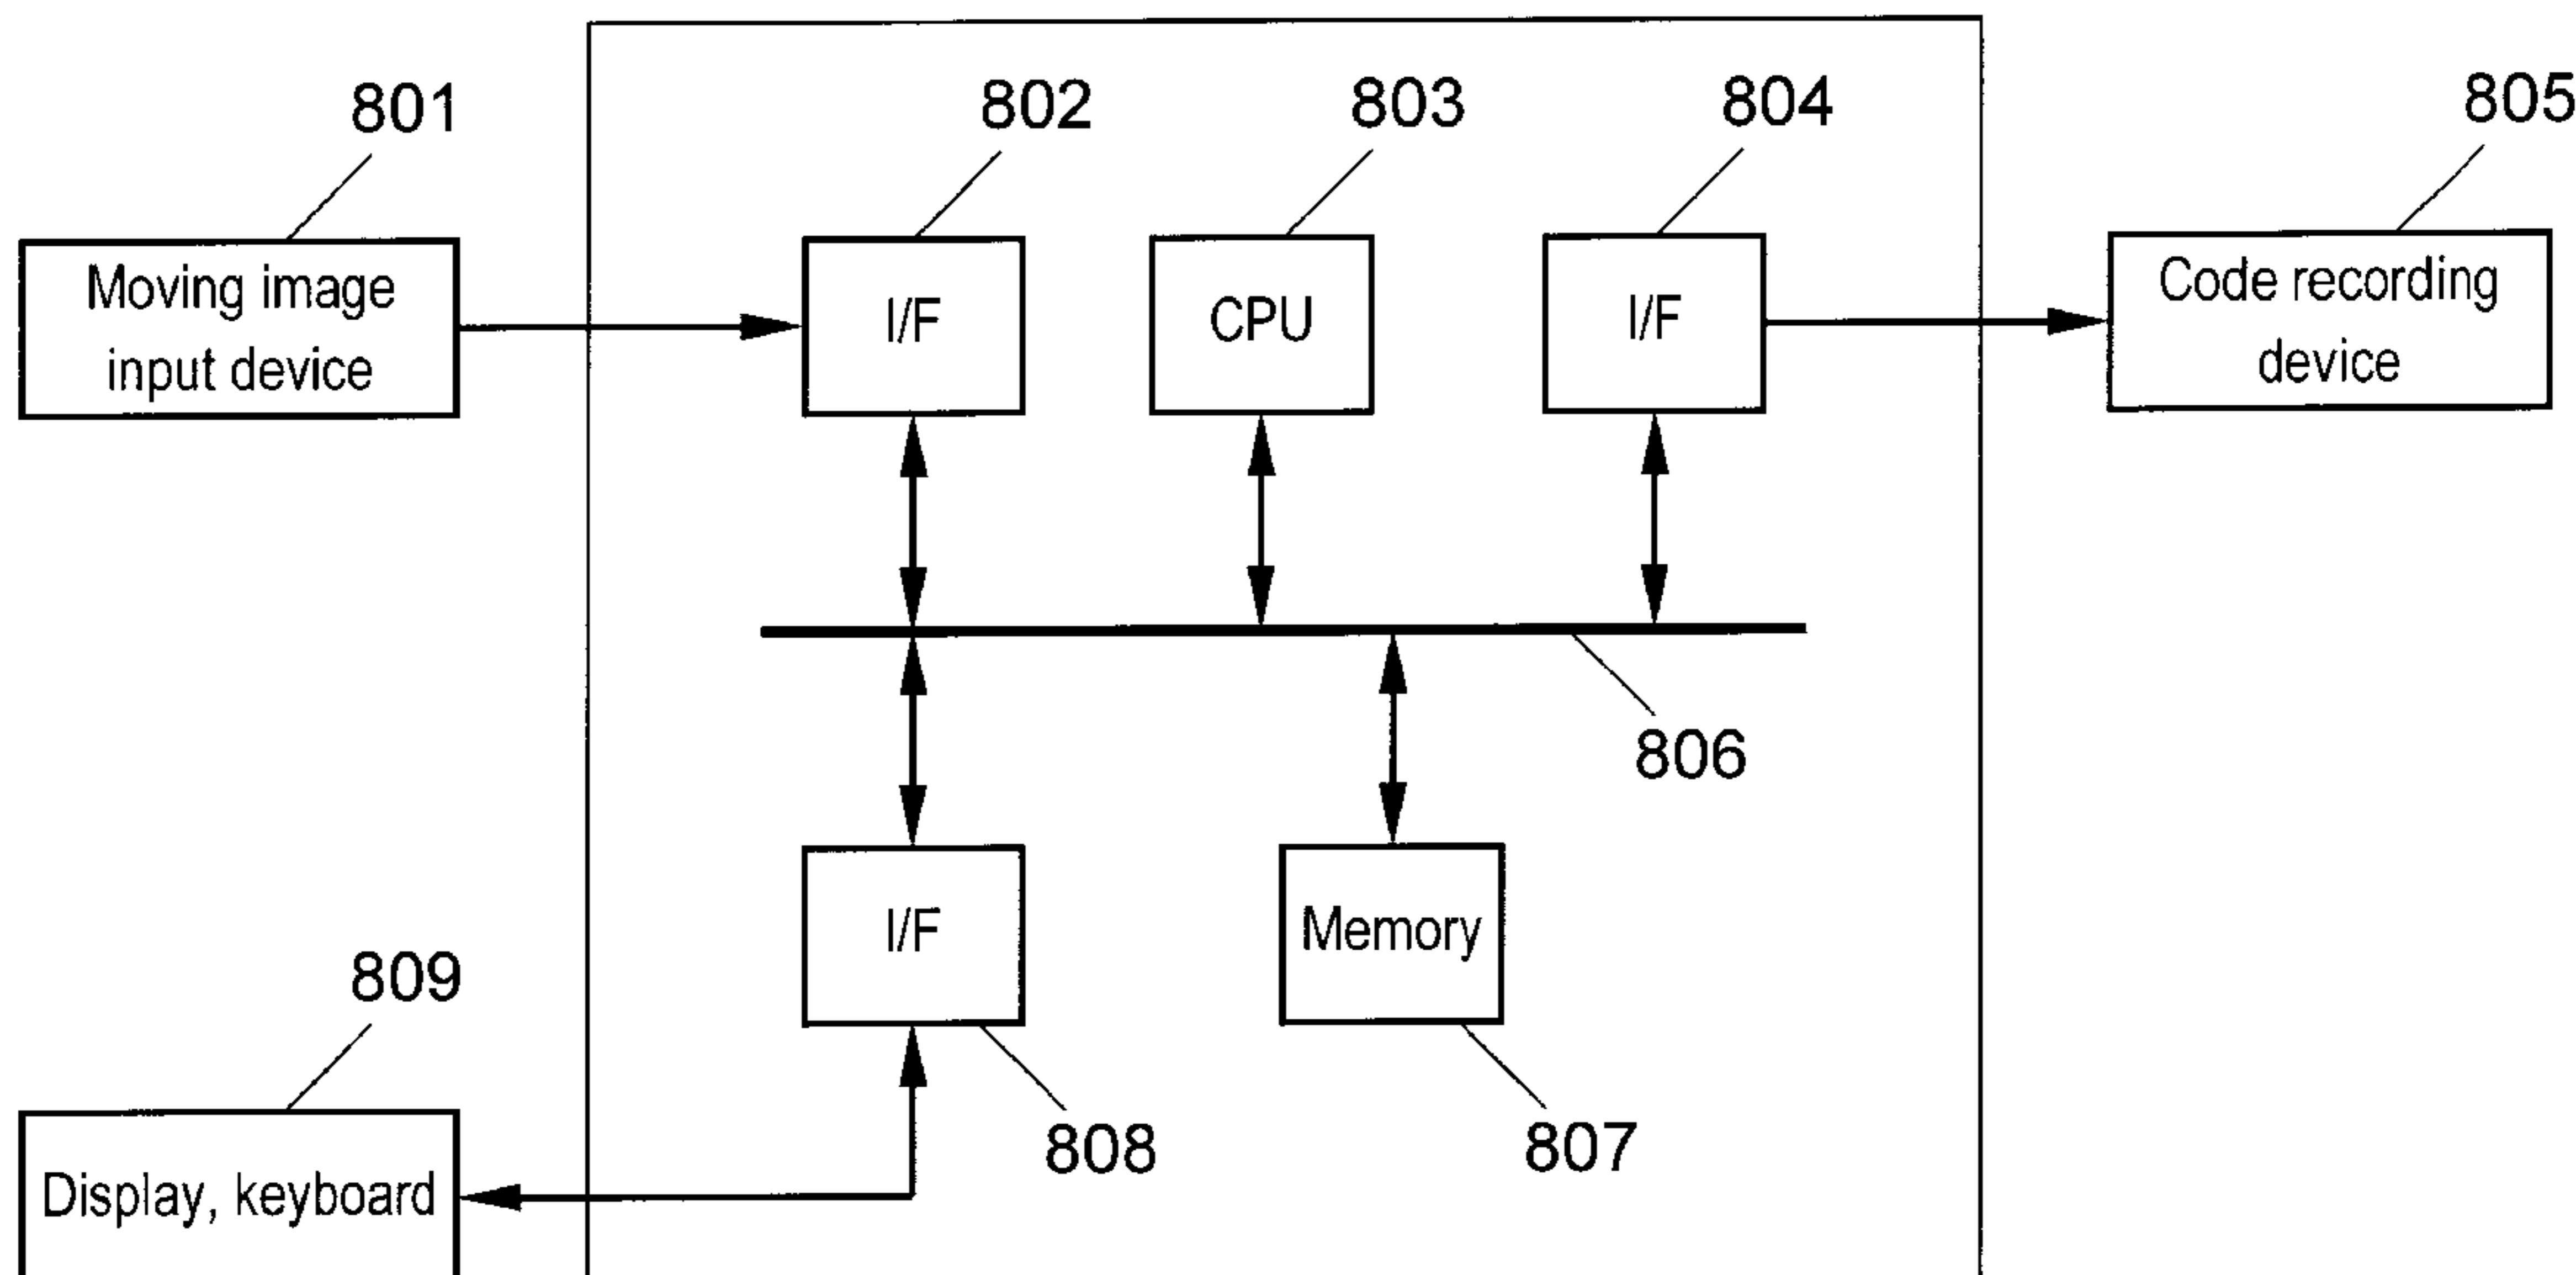 801
802
803
804
805
Moving image
input device
I/F
CPU
I/F
Code recording
device
806
I/F
Memory
809
808
807
Display, keyboard